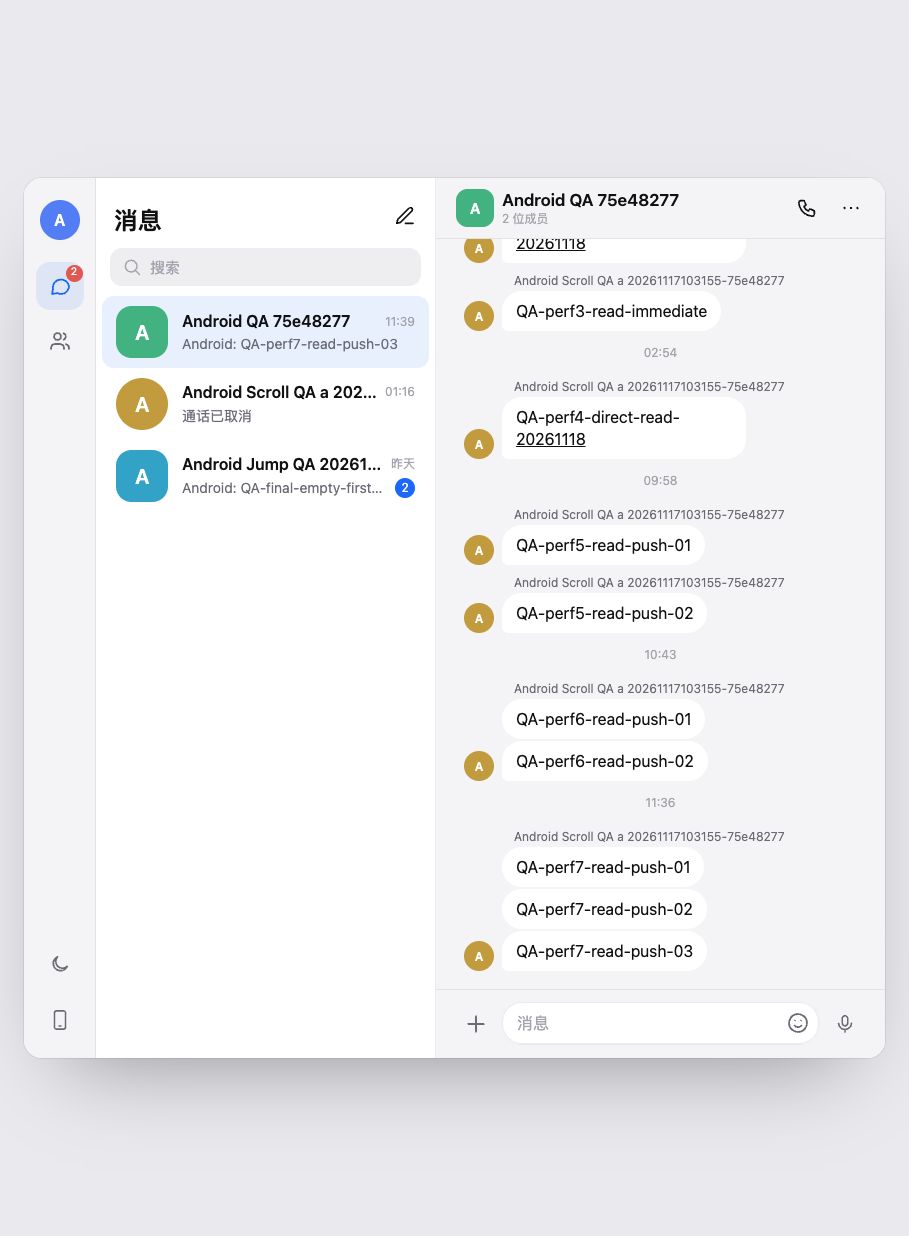 A
2
消息
搜索
A
Android QA 75e48277
11:39
Android: QA-perf7-read-push-03
A
Android Scroll QA a 202...
01:16
通话已取消
A
Android Jump QA 20261...
昨天
Android: QA-final-empty-first...
2
A
Android QA 75e48277
2 位成员
A
20261118
Android Scroll QA a 20261117103155-75e48277
A
QA-perf3-read-immediate
02:54
Android Scroll QA a 20261117103155-75e48277
QA-perf4-direct-read-
20261118
A
09:58
Android Scroll QA a 20261117103155-75e48277
A
QA-perf5-read-push-01
Android Scroll QA a 20261117103155-75e48277
A
QA-perf5-read-push-02
10:43
Android Scroll QA a 20261117103155-75e48277
QA-perf6-read-push-01
A
QA-perf6-read-push-02
11:36
Android Scroll QA a 20261117103155-75e48277
QA-perf7-read-push-01
QA-perf7-read-push-02
A
QA-perf7-read-push-03
消息